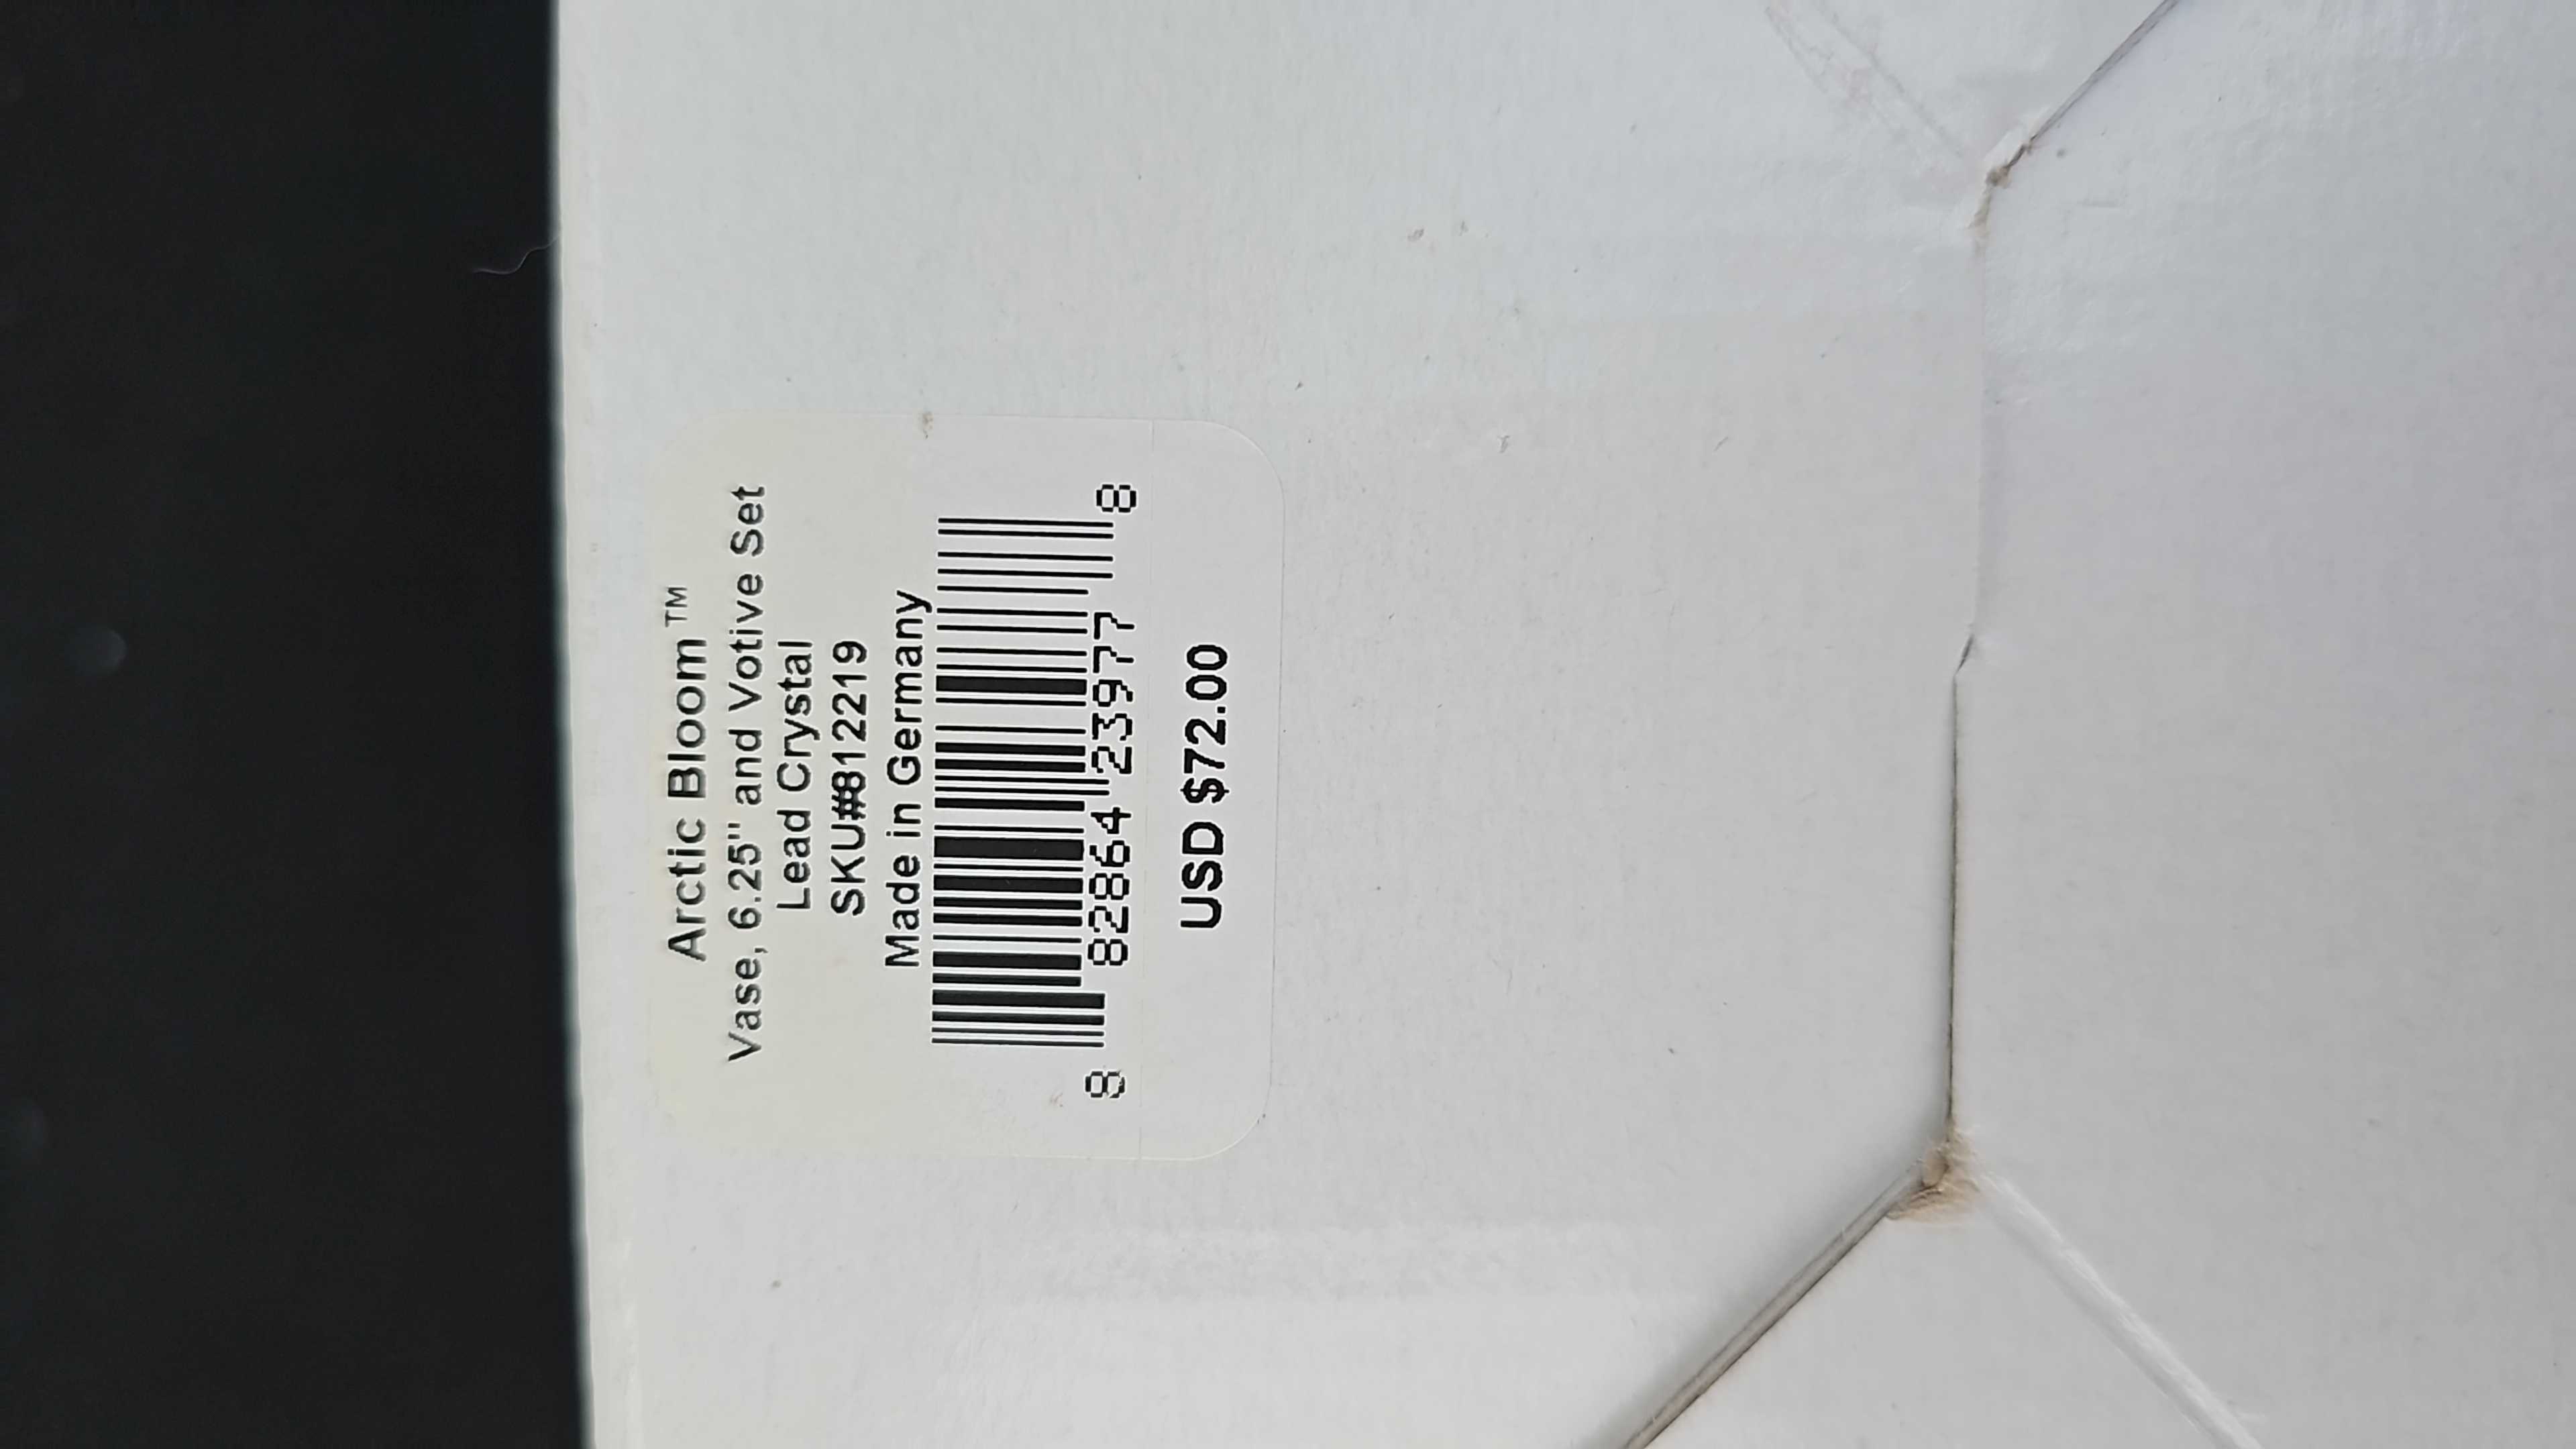 Arctic Bloom™
Vase, 6.25" and Votive Set
Lead Crystal
SKU#812219
Made in Germany
8 82864 23977 8
USD $72.00